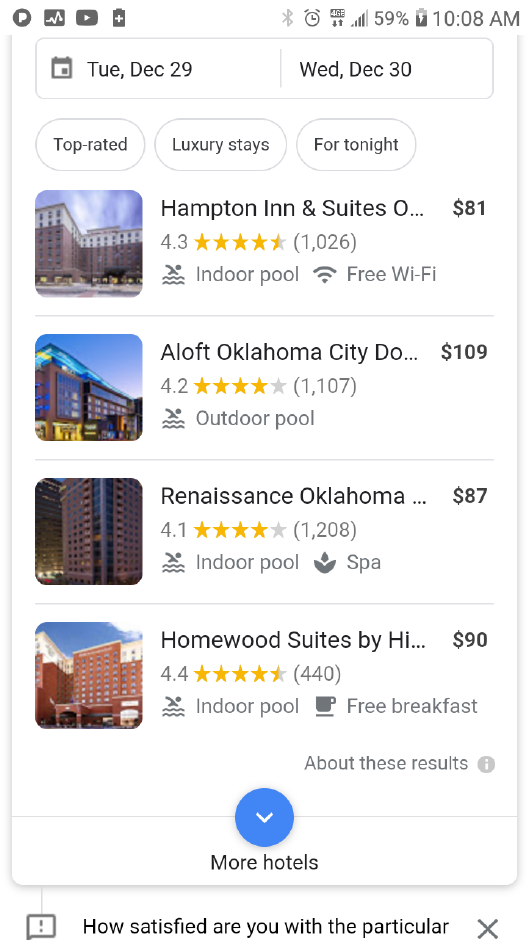 59% 10:08 AM
Tue, Dec 29 Wed, Dec 30
Top-rated Luxury stays For tonight
Hampton Inn & Suites O... $81
4.3 (1,026)
Indoor pool Free Wi-Fi
Aloft Oklahoma City Do... $109
4.2 (1,107)
Outdoor pool
Renaissance Oklahoma ... $87
4.1 (1,208)
Indoor pool Spa
Homewood Suites by Hi... $90
4.4 (440)
Indoor pool Free breakfast
About these results
More hotels
How satisfied are you with the particular